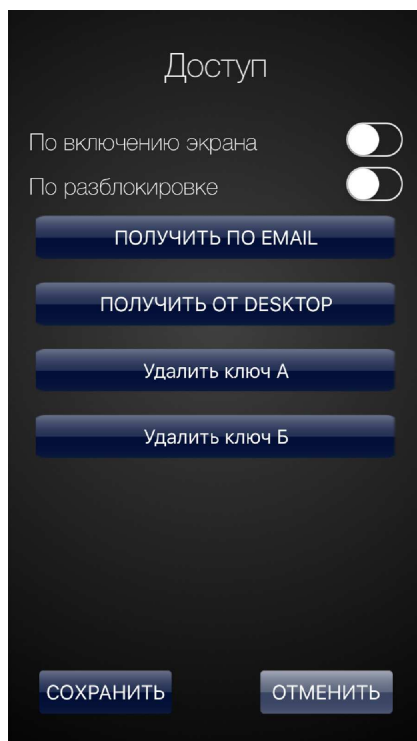 Доступ
По включению экрана
По разблокировке
ПОЛУЧИТЬ ПО EMAIL
ПОЛУЧИТЬ ОТ DESKTOP
Удалить ключ А
Удалить ключ Б
СОХРАНИТЬ ОТМЕНИТЬ